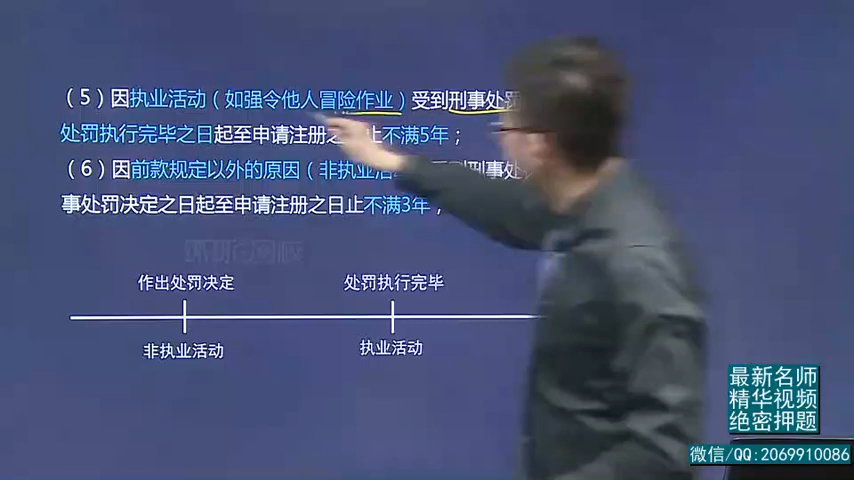 （5）因执业活动（如强令他人冒险作业）受到刑事处罚
处罚执行完毕之日起至申请注册之 止不满5年；
（6）因前款规定以外的原因（非执业活 刑事处
事处罚决定之日起至申请注册之日止不满3年；
作出处罚决定
处罚执行完毕
非执业活动
执业活动
最新名师
精华视频
绝密押题
微信/QQ:2069910086